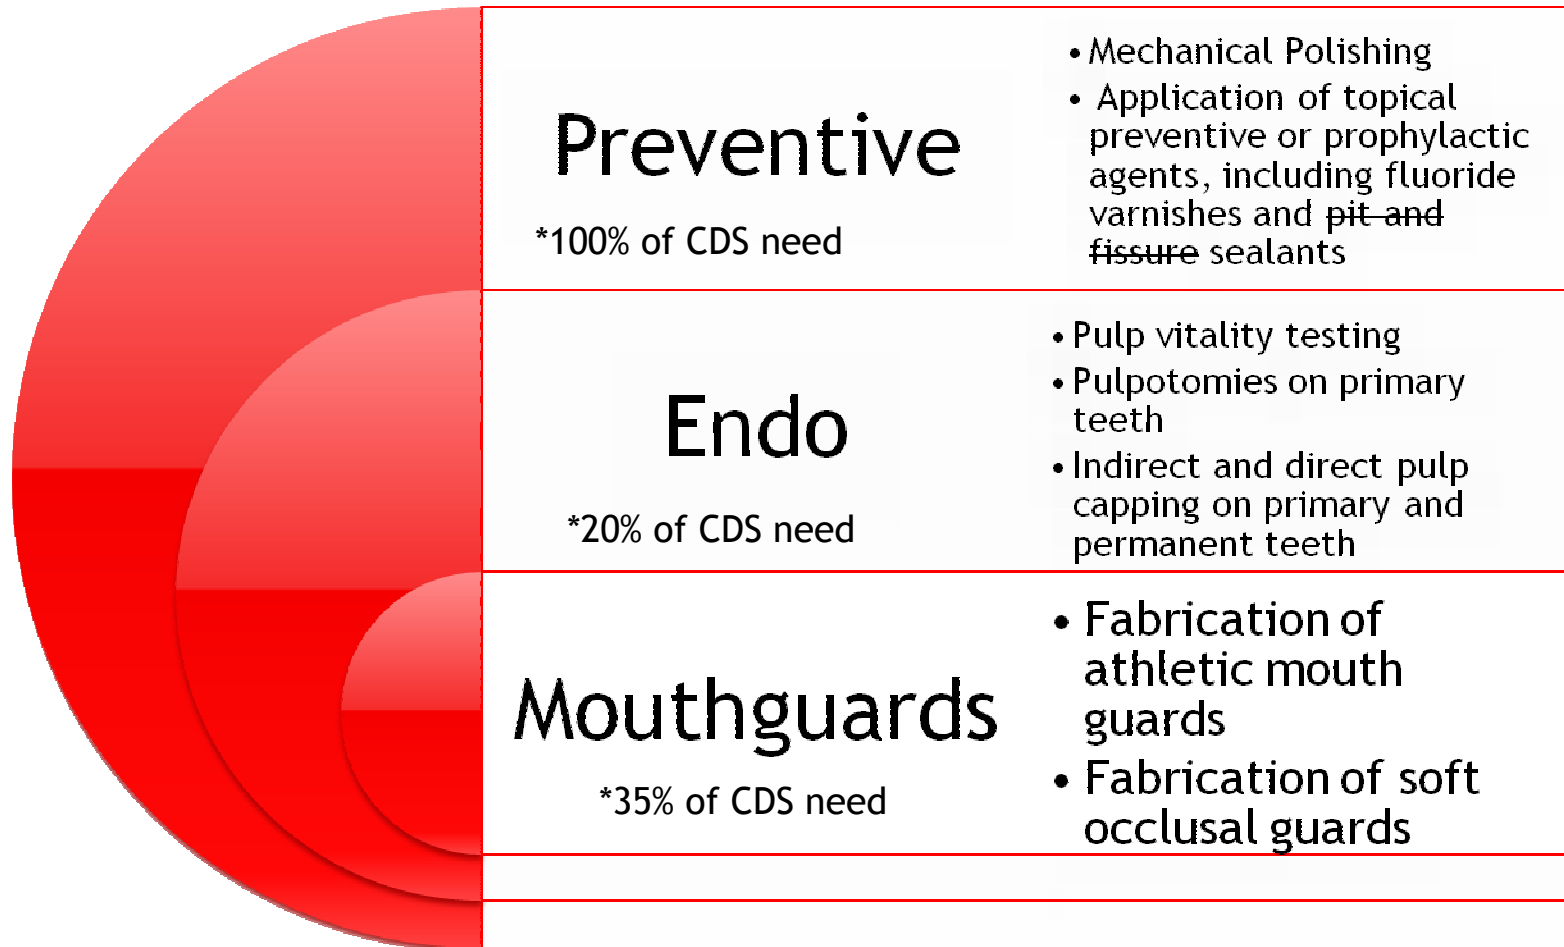 Preventive
*100% of CDS need
• Mechanical Polishing
• Application of topical
preventive or prophylactic
agents, including fluoride
varnishes and pit and
fissure sealants
Endo
*20% of CDS need
• Pulp vitality testing
• Pulpotomies on primary
teeth
• Indirect and direct pulp
capping on primary and
permanent teeth
Mouthguards
*35% of CDS need
• Fabrication of
athletic mouth
guards
• Fabrication of soft
occlusal guards